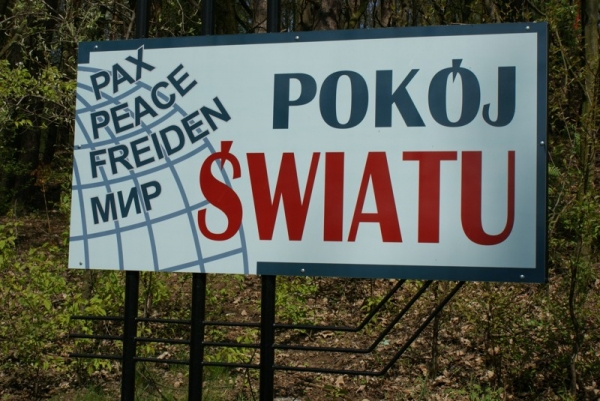 PAX
PEACE
FREIDEN
МИР
POKÓJ
ŚWIATU